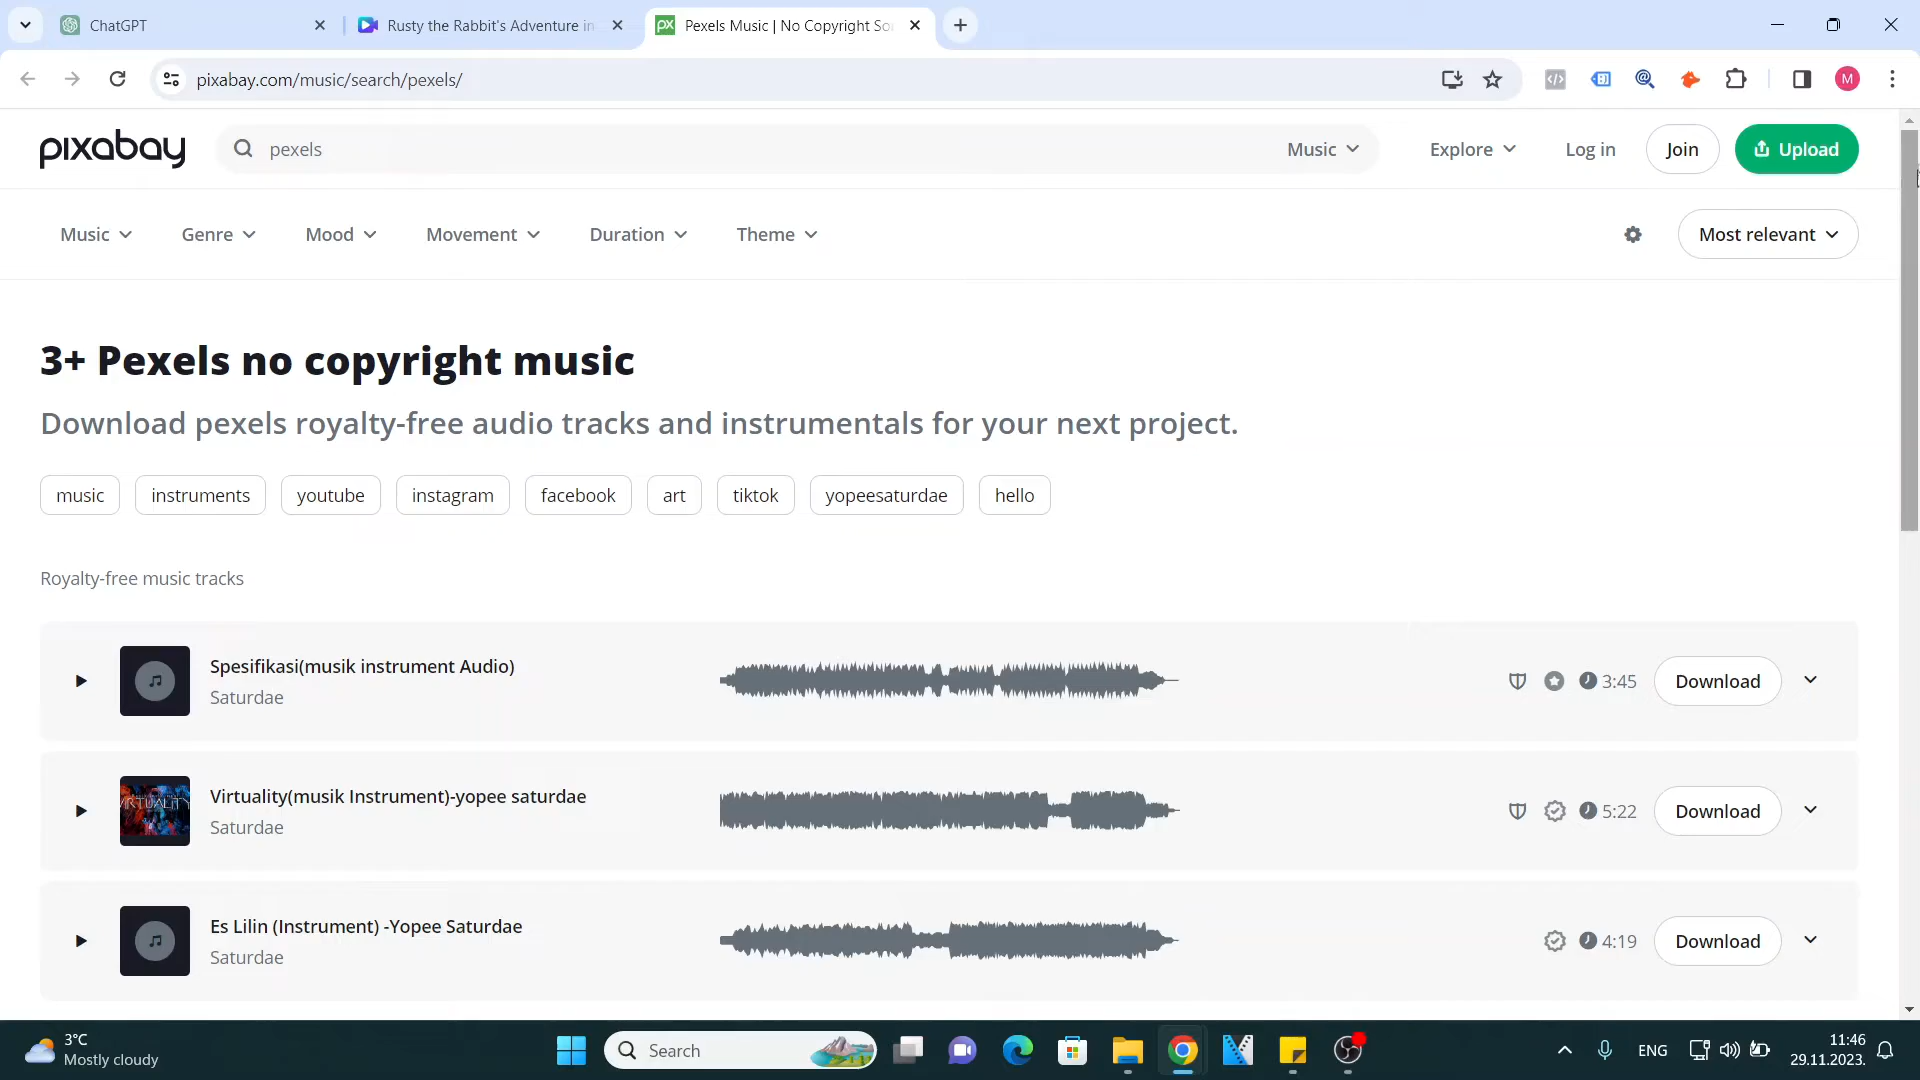 ChatGPT
Rusty the Rabbit's Adventure in
Pexels Music | No Copyright So
pixabay.com/music/search/pexels/
M
pixabay
pexels
Music
Explore
Log in
Join
Upload
Music
Genre
Mood
Movement
Duration
Theme
Most relevant
3+ Pexels no copyright music
Download pexels royalty-free audio tracks and instrumentals for your next project.
music
instruments
youtube
instagram
facebook
art
tiktok
yopeesaturdae
hello
Royalty-free music tracks
Spesifikasi(musik instrument Audio)
Saturdae
3:45
Download
VIRTUALITY
Virtuality(musik Instrument)-yopee saturdae
Saturdae
5:22
Download
Es Lilin (Instrument) -Yopee Saturdae
Saturdae
4:19
Download
3°C
Mostly cloudy
Search
ENG
11:46
29.11.2023.